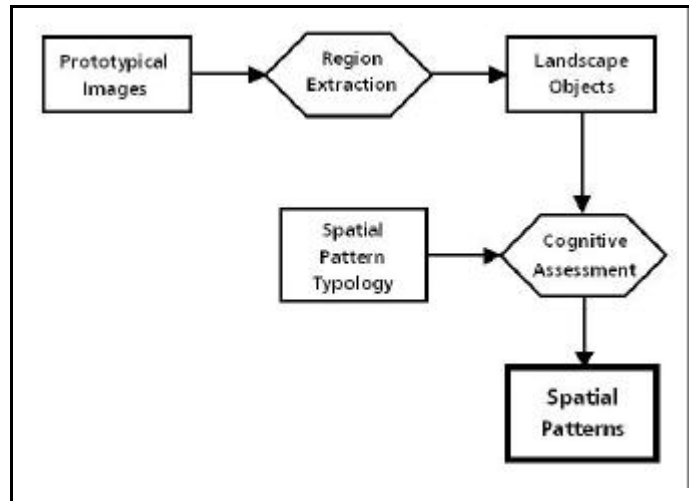 Prototypical
Images
Region
Extraction
Landscape
Objects
Spatial
Pattern
Typology
Cognitive
Assessment
Spatial
Patterns